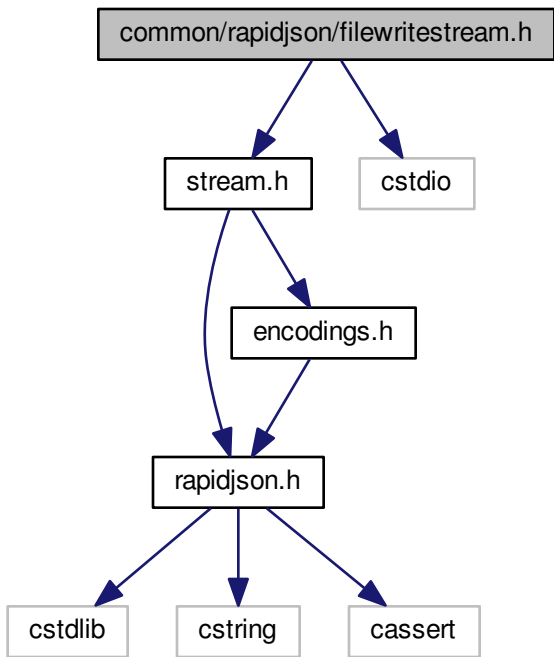 common/rapidjson/filewritestream.h
stream.h
cstdio
encodings.h
rapidjson.h
cstdlib
cstring
cassert